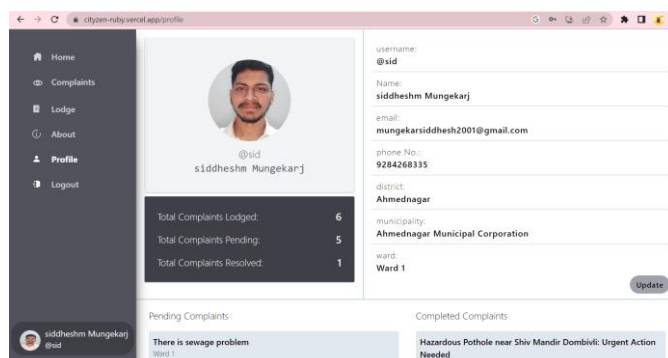 cityzen-ruby.vercel.app/profile
Home
Complaints
Lodge
About
Profile
Logout
siddheshm Mungekarj
@sid
@sid
siddheshm Mungekarj
Total Complaints Lodged: 6
Total Complaints Pending: 5
Total Complaints Resolved: 1
username:
@sid
Name:
siddheshm Mungekarj
email:
mungekarsiddhesh2001@gmail.com
phone No.:
9284268335
district:
Ahmednagar
municipality:
Ahmednagar Municipal Corporation
ward:
Ward 1
Update
Pending Complaints
There is sewage problem
Ward 1
Completed Complaints
Hazardous Pothole near Shiv Mandir Dombivli: Urgent Action
Needed